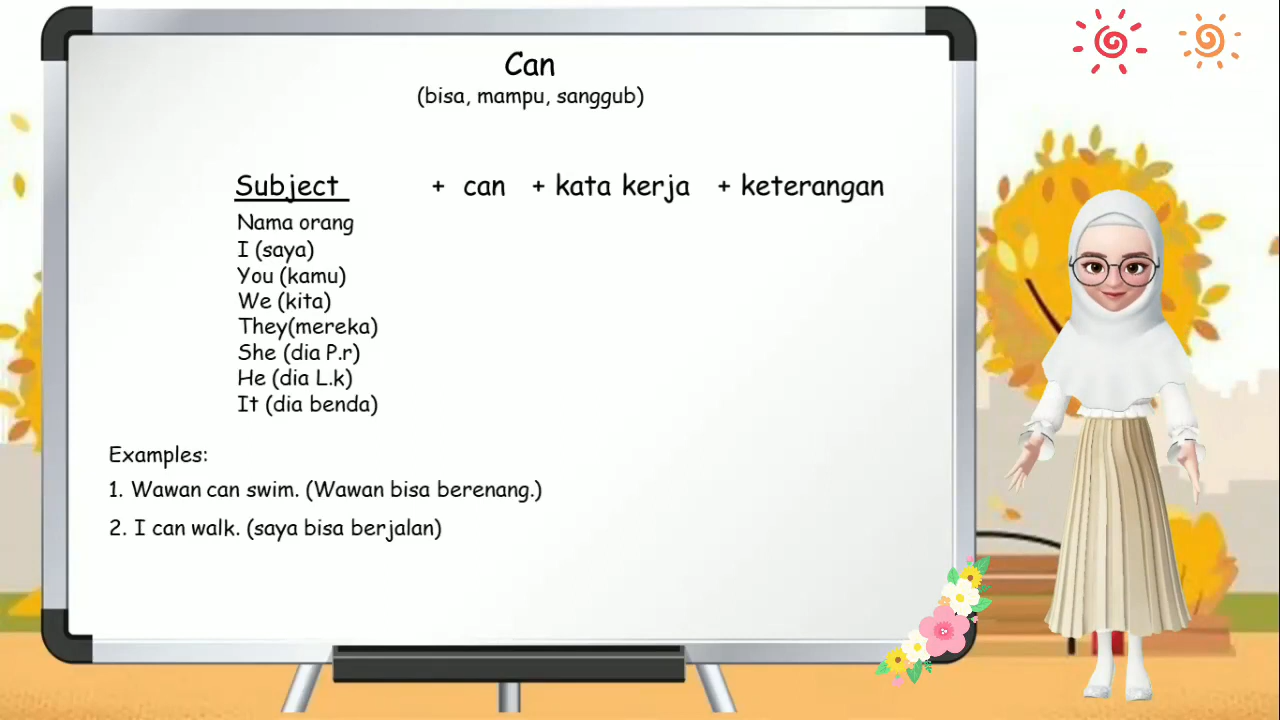 Can
(bisa, mampu, sanggub)
Subject + can + kata kerja + keterangan
Nama orang
I (saya)
You (kamu)
We (kita)
They(mereka)
She (dia P.r)
He (dia L.k)
It (dia benda)
Examples:
1. Wawan can swim. (Wawan bisa berenang.)
2. I can walk. (saya bisa berjalan)